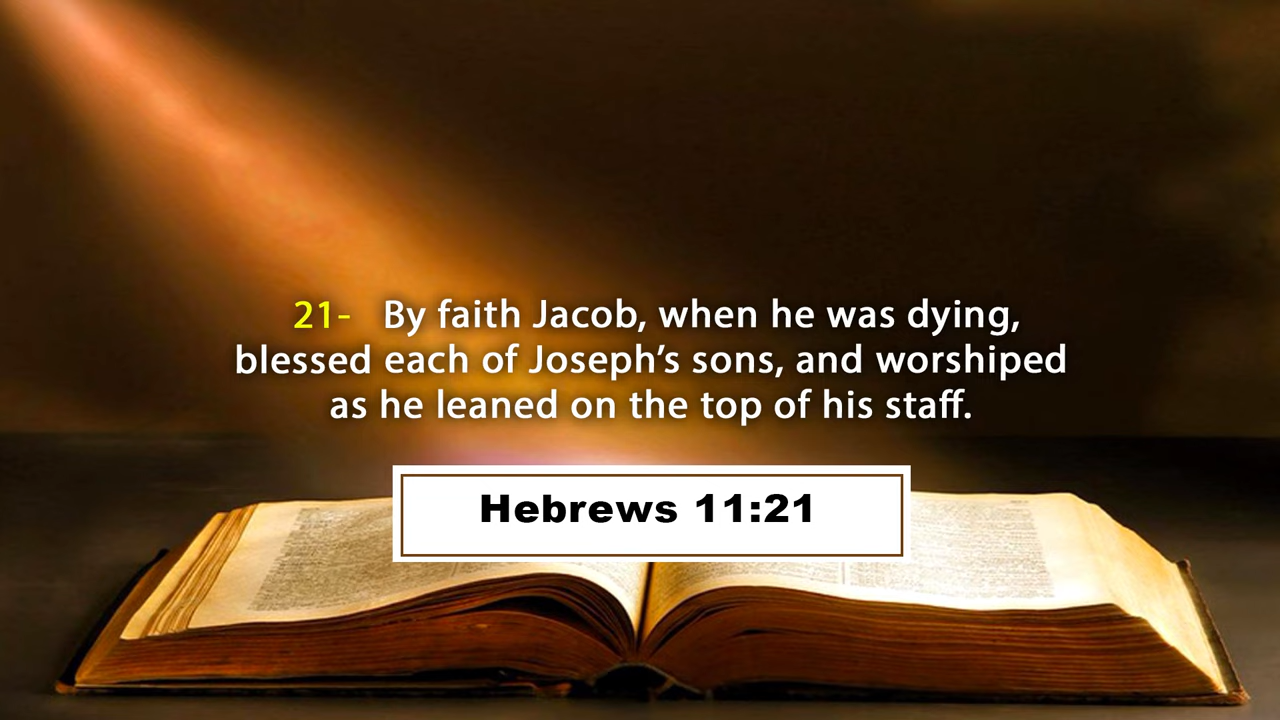 21- By faith Jacob, when he was dying,
blessed each of Joseph’s sons, and worshiped
as he leaned on the top of his staff.
Hebrews 11:21